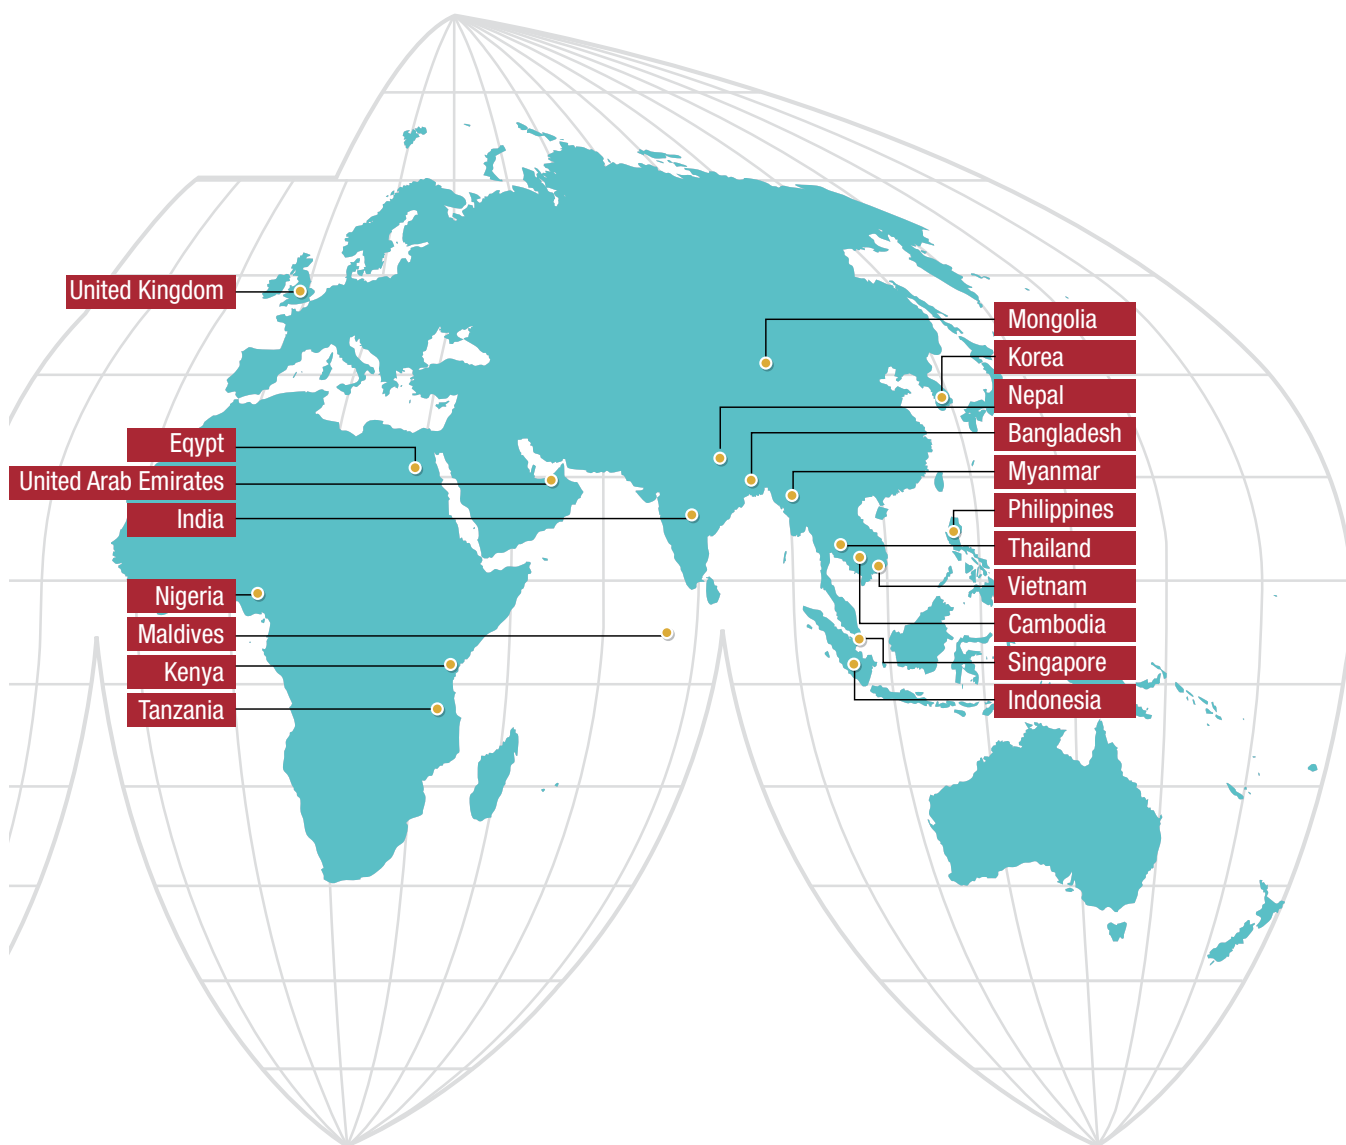 United Kingdom
Eqypt
United Arab Emirates
India
Nigeria
Maldives
Kenya
Tanzania
Mongolia
Korea
Nepal
Bangladesh
Myanmar
Philippines
Thailand
Vietnam
Cambodia
Singapore
Indonesia